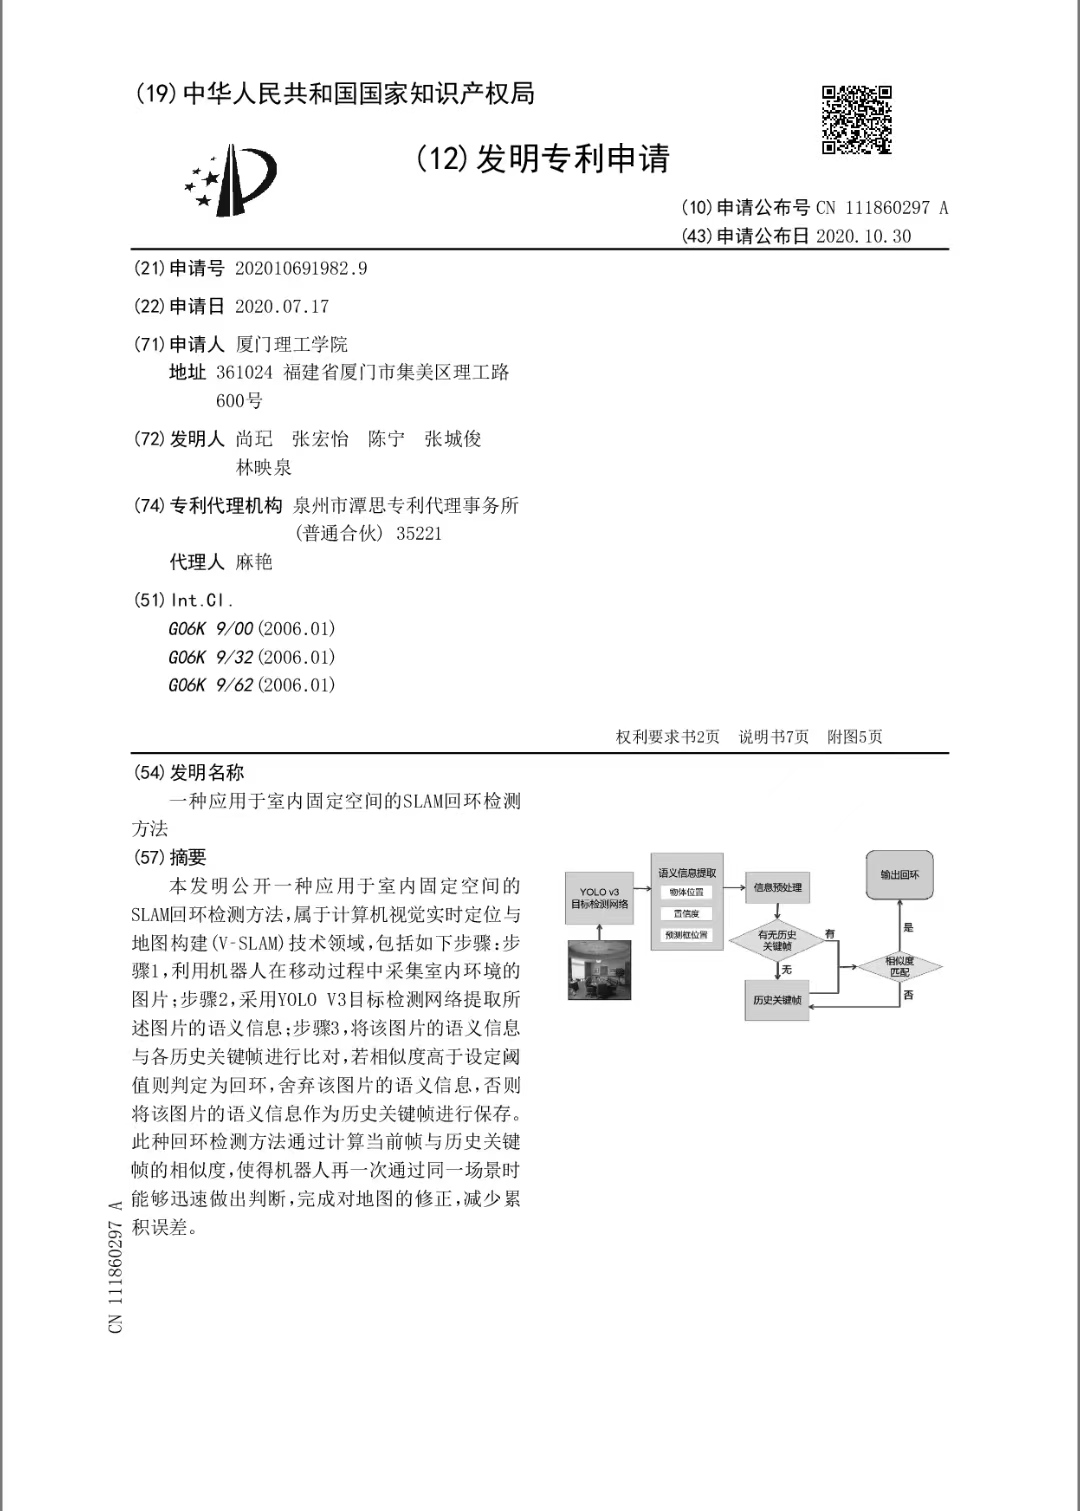 (19)中华人民共和国国家知识产权局
(12)发明专利申请
(10)申请公布号 CN 111860297 A
(43)申请公布日 2020.10.30
(21)申请号 202010691982.9
(22)申请日 2020.07.17
(71)申请人 厦门理工学院
地址 361024 福建省厦门市集美区理工路
600号
(72)发明人 尚玘 张宏怡 陈宁 张城俊
林映泉
(74)专利代理机构 泉州市潭思专利代理事务所
(普通合伙) 35221
代理人 麻艳
(51)Int.Cl.
G06K 9/00(2006.01)
G06K 9/32(2006.01)
G06K 9/62(2006.01)
权利要求书2页 说明书7页 附图5页
(54)发明名称
一种应用于室内固定空间的SLAM回环检测
方法
(57)摘要
本发明公开一种应用于室内固定空间的
SLAM回环检测方法,属于计算机视觉实时定位与
地图构建(V-SLAM)技术领域,包括如下步骤:步
骤1,利用机器人在移动过程中采集室内环境的
图片;步骤2,采用YOLO V3目标检测网络提取所
述图片的语义信息;步骤3,将该图片的语义信息
与各历史关键帧进行比对,若相似度高于设定阈
值则判定为回环,舍弃该图片的语义信息,否则
将该图片的语义信息作为历史关键帧进行保存。
此种回环检测方法通过计算当前帧与历史关键
帧的相似度,使得机器人再一次通过同一场景时
能够迅速做出判断,完成对地图的修正,减少累
积误差。
YOLO v3
目标检测网络
语义信息提取
物体位置
置信度
预测框位置
信息预处理
有无历史
关键帧
有
无
历史关键帧
输出回环
是
相似度
匹配
否
CN 111860297 A